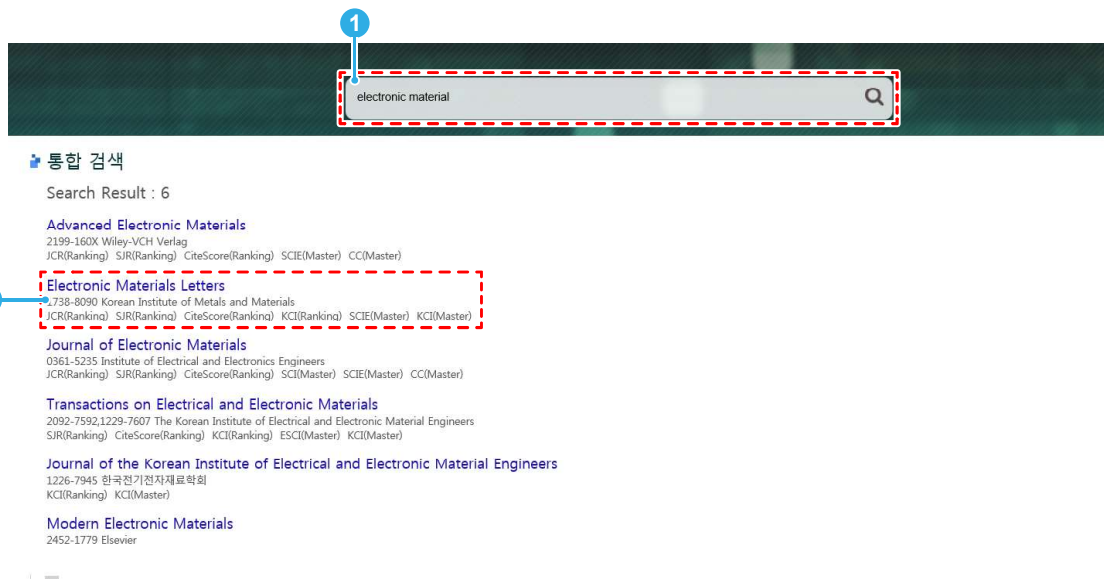 1
electronic material
통합 검색
Search Result : 6
Advanced Electronic Materials
2199-160X Wiley-VCH Verlag
JCR(Ranking) SJR(Ranking) CiteScore(Ranking) SCIE(Master) CC(Master)
Electronic Materials Letters
1738-8090 Korean Institute of Metals and Materials
JCR(Ranking) SJR(Ranking) CiteScore(Ranking) KCI(Ranking) SCIE(Master) KCI(Master)
Journal of Electronic Materials
0361-5235 Institute of Electrical and Electronics Engineers
JCR(Ranking) SJR(Ranking) CiteScore(Ranking) SCI(Master) SCIE(Master) CC(Master)
Transactions on Electrical and Electronic Materials
2092-7592,1229-7607 The Korean Institute of Electrical and Electronic Material Engineers
SJR(Ranking) CiteScore(Ranking) KCI(Ranking) ESCI(Master) KCI(Master)
Journal of the Korean Institute of Electrical and Electronic Material Engineers
1226-7945 한국전기전자재료학회
KCI(Ranking) KCI(Master)
Modern Electronic Materials
2452-1779 Elsevier